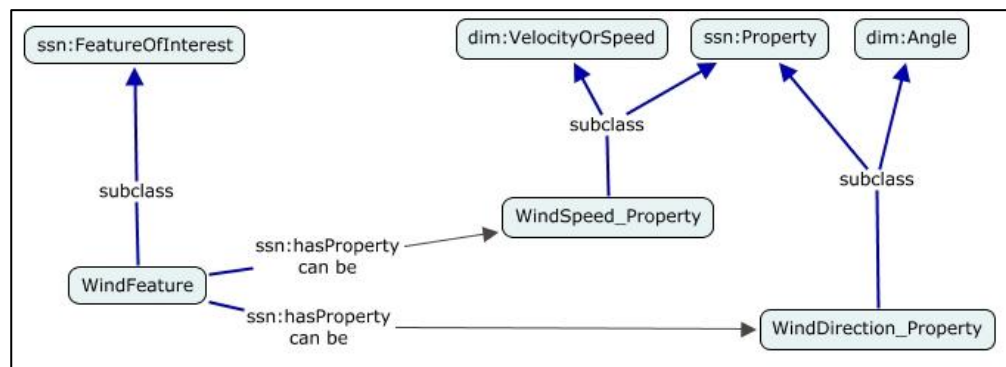 ssn:FeatureOfInterest
dim:VelocityOrSpeed
ssn:Property
dim:Angle
subclass
subclass
subclass
WindSpeed_Property
ssn:hasProperty
can be
WindFeature
ssn:hasProperty
can be
WindDirection_Property